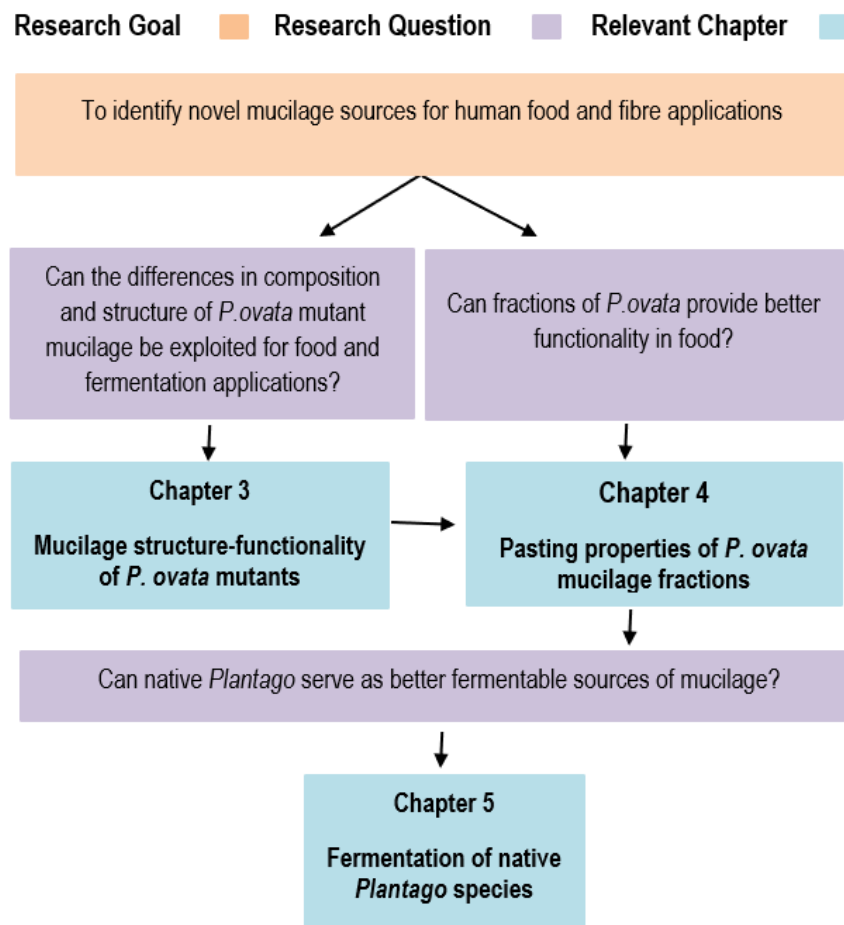 Research Goal Research Question Relevant Chapter
To identify novel mucilage sources for human food and fibre applications
Can the differences in composition
and structure of P.ovata mutant
mucilage be exploited for food and
fermentation applications?
Can fractions of P.ovata provide better
functionality in food?
Chapter 3
Mucilage structure-functionality
of P. ovata mutants
Chapter 4
Pasting properties of P. ovata
mucilage fractions
Can native Plantago serve as better fermentable sources of mucilage?
Chapter 5
Fermentation of native
Plantago species